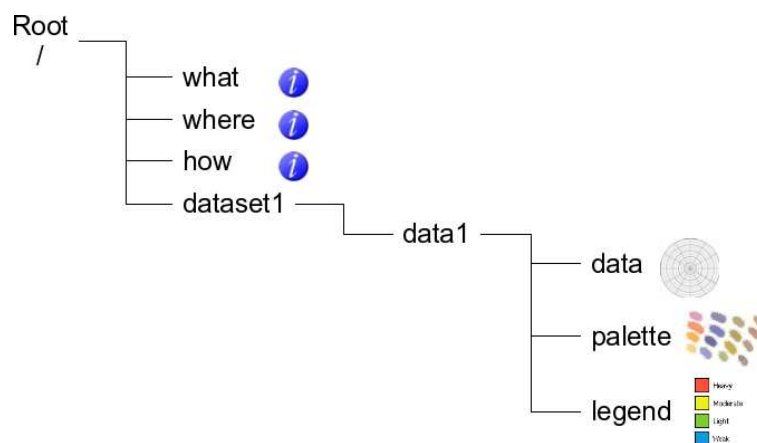 Root
/
what i
where i
how i
dataset1
data1
data
palette
legend
Heavy
Moderate
Light
Weak